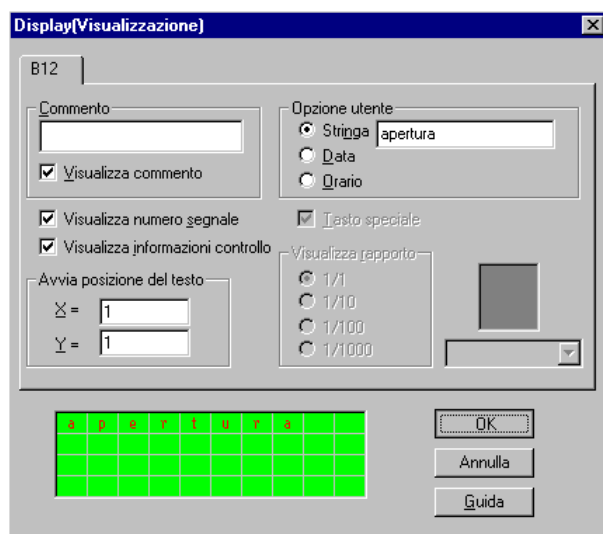 Display(Visualizzazione)
B12
Commento
Visualizza commento
Opzione utente
Stringa apertura
Data
Orario
Visualizza numero segnale
Visualizza informazioni controllo
Tasto speciale
Avvia posizione del testo
X = 1
Y = 1
Visualizza rapporto
1/1
1/10
1/100
1/1000
a p e r t u r a
OK
Annulla
Guida